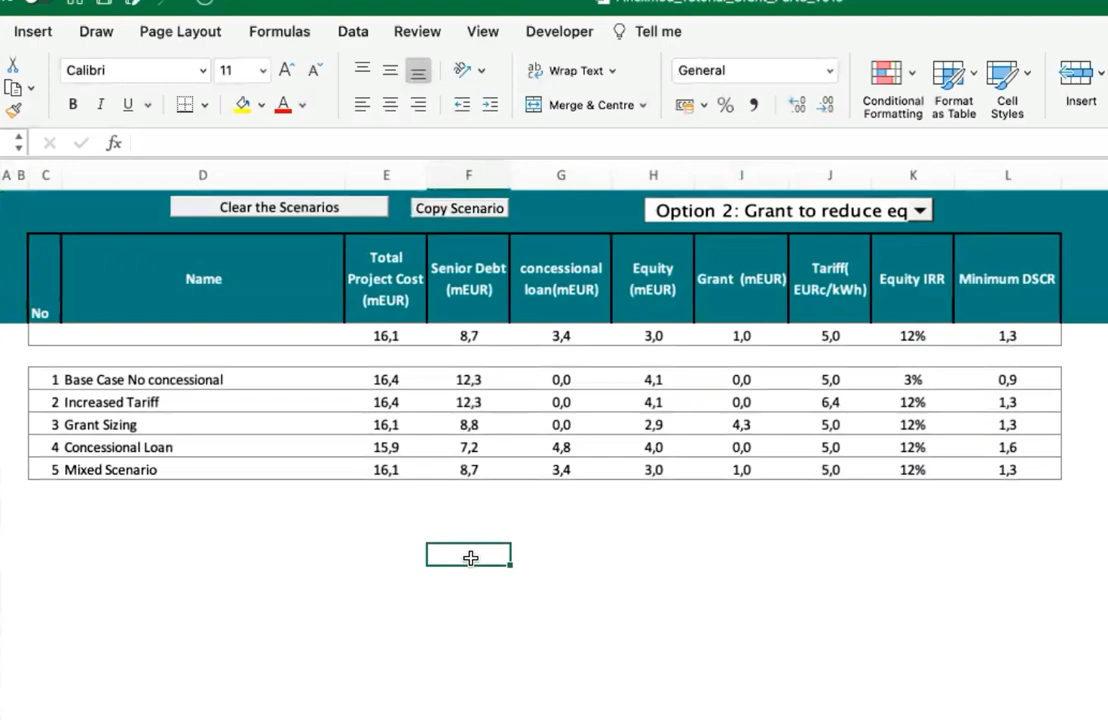 Insert Draw Page Layout Formulas Data Review View Developer Tell me
Calibri 11 A A Wrap Text General
B I U A Merge & Centre % Conditional Formatting Format as Table Cell Styles Insert
fx
A B C D E F G H I J K L
Clear the Scenarios Copy Scenario Option 2: Grant to reduce eq
No Name Total Project Cost (mEUR) Senior Debt (mEUR) concessional loan(mEUR) Equity (mEUR) Grant (mEUR) Tariff( EURc/kWh) Equity IRR Minimum DSCR
16,1 8,7 3,4 3,0 1,0 5,0 12% 1,3
1 Base Case No concessional 16,4 12,3 0,0 4,1 0,0 5,0 3% 0,9
2 Increased Tariff 16,4 12,3 0,0 4,1 0,0 6,4 12% 1,3
3 Grant Sizing 16,1 8,8 0,0 2,9 4,3 5,0 12% 1,3
4 Concessional Loan 15,9 7,2 4,8 4,0 0,0 5,0 12% 1,6
5 Mixed Scenario 16,1 8,7 3,4 3,0 1,0 5,0 12% 1,3